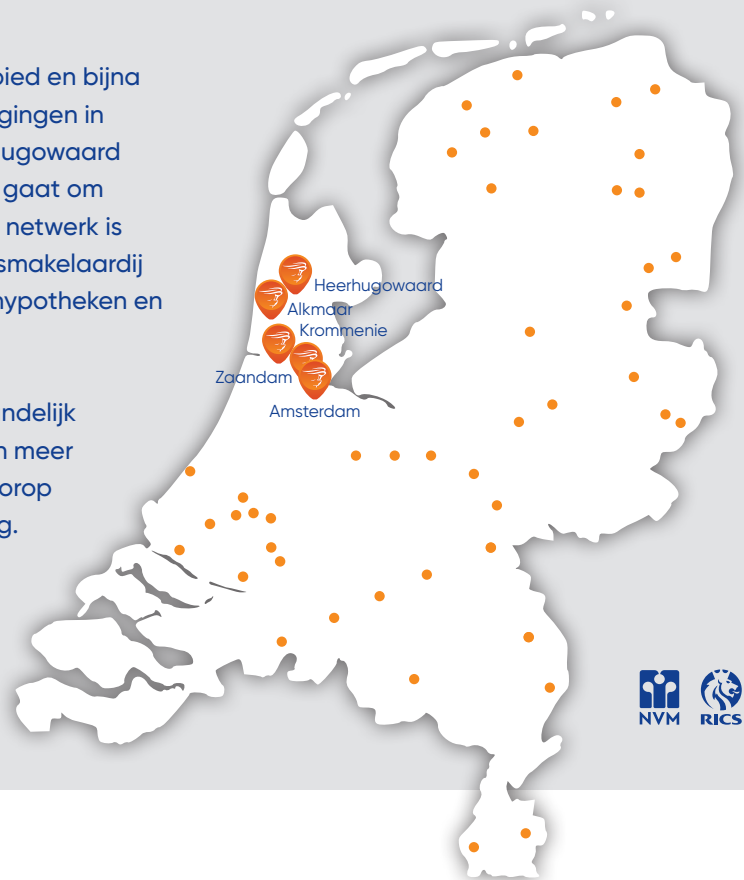 bied en bijna
gingen in
ugowaard
gaat om
netwerk is
smakelaardij
hypotheken en
ndelijk
n meer
orop
g.
Heerhugowaard
Alkmaar
Krommenie
Zaandam
Amsterdam
NVM
RICS